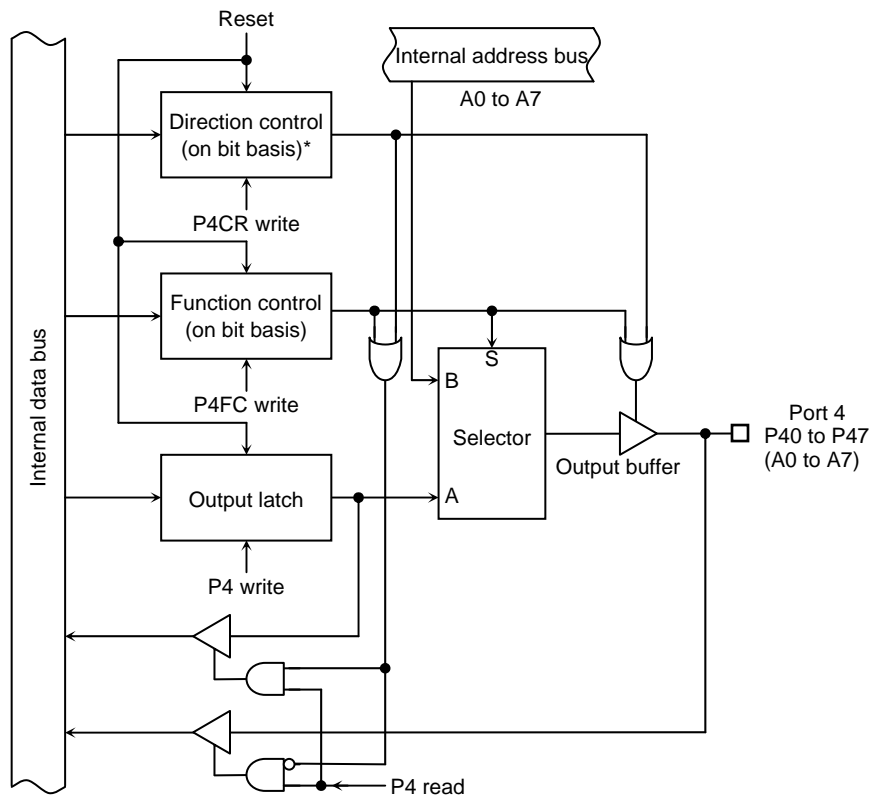 Reset
Internal address bus
A0 to A7
Direction control
(on bit basis)*
P4CR write
Function control
(on bit basis)
P4FC write
Internal data bus
S
B
Selector
A
Output buffer
Port 4
P40 to P47
(A0 to A7)
Output latch
P4 write
P4 read